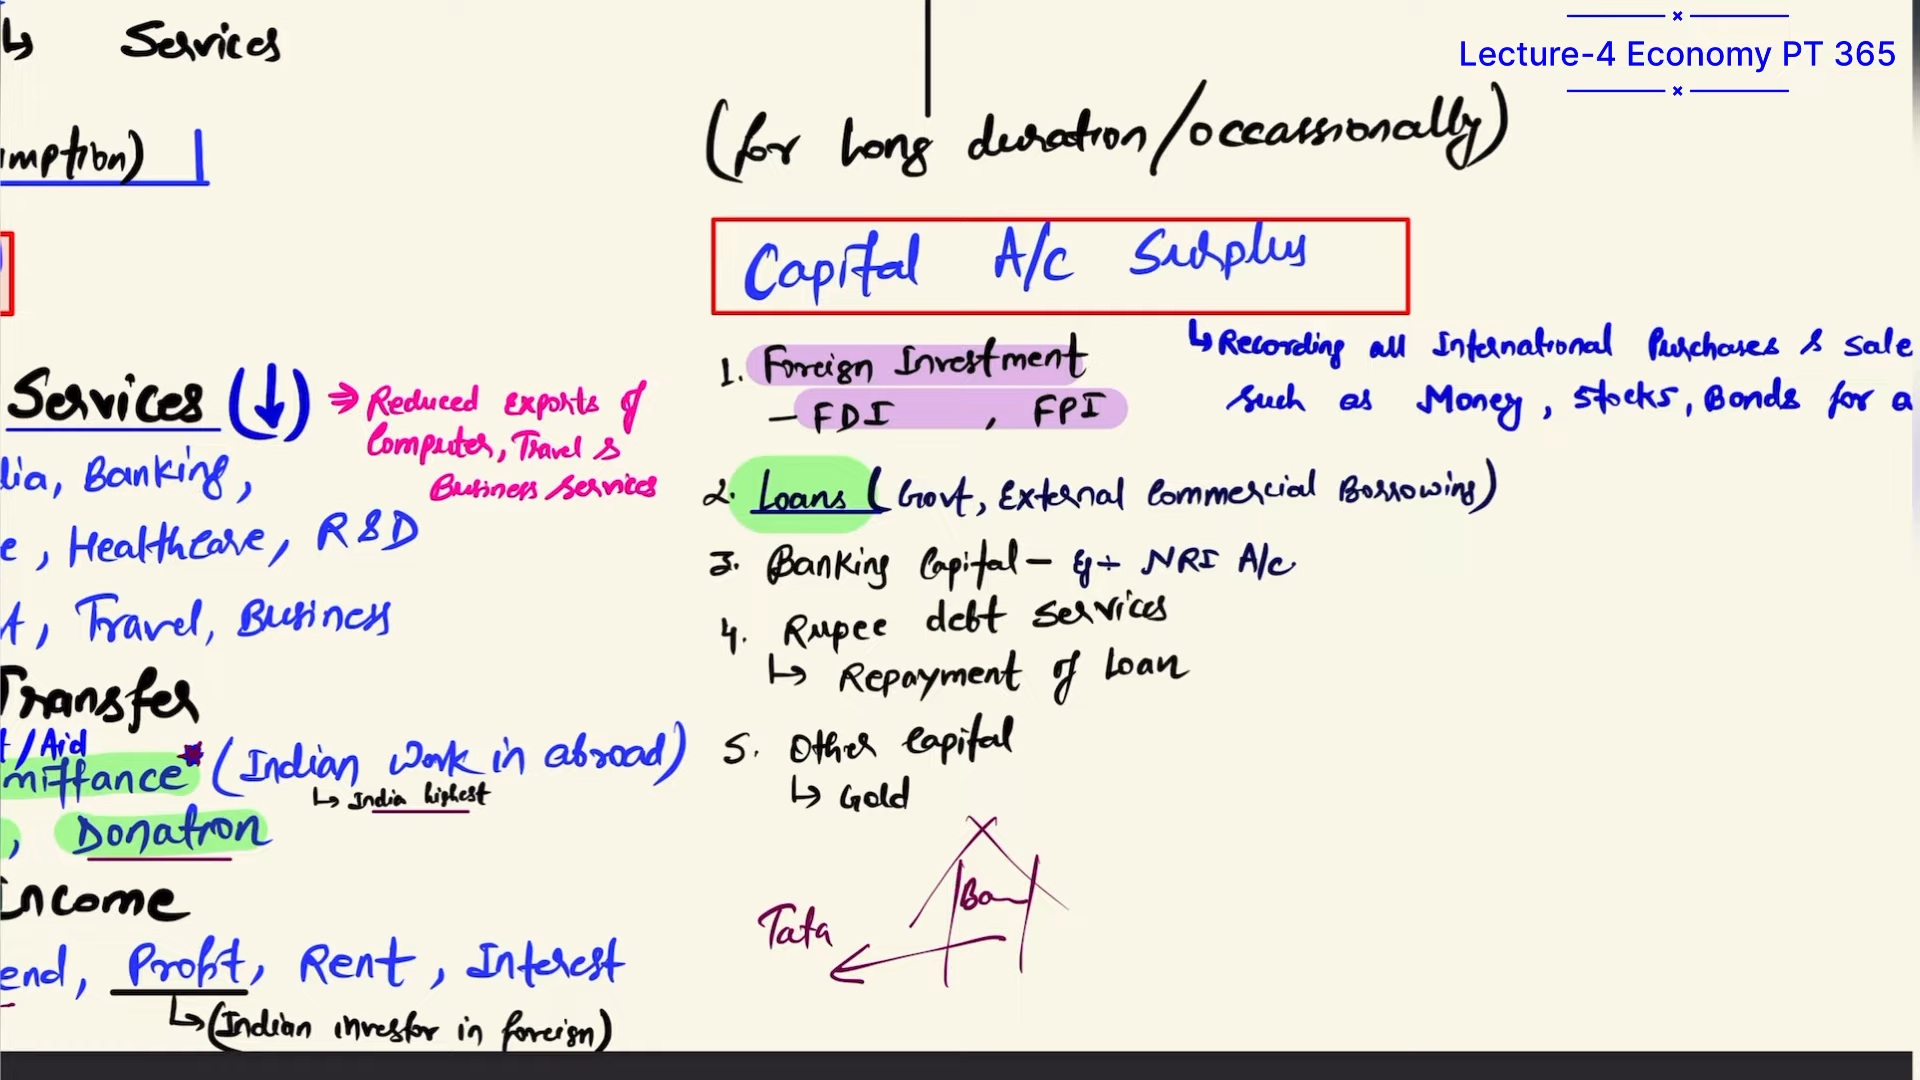 Lecture-4 Economy PT 365
↳ Services
umption)
Services (↓) ⇒ Reduced exports of
Computer, Travel &
Business services
dia, Banking,
e, Healthcare, R&D
t, Travel, Business
Transfer
t/Aid
mittance* (Indian Work in abroad)
↳ India highest
, Donation
Income
end, Profit, Rent, Interest
↳ (Indian investor in foreign)
(for long duration/occassionally)
Capital A/c Surplus
↳ Recording all International Purchases & sale
such as Money, Stocks, Bonds for a
1. Foreign Investment
– FDI , FPI
2. Loans (Govt, External Commercial Borrowing)
3. Banking Capital – Eg ÷ NRI A/c
4. Rupee debt services
↳ Repayment of Loan
5. Other Capital
↳ Gold
Tata